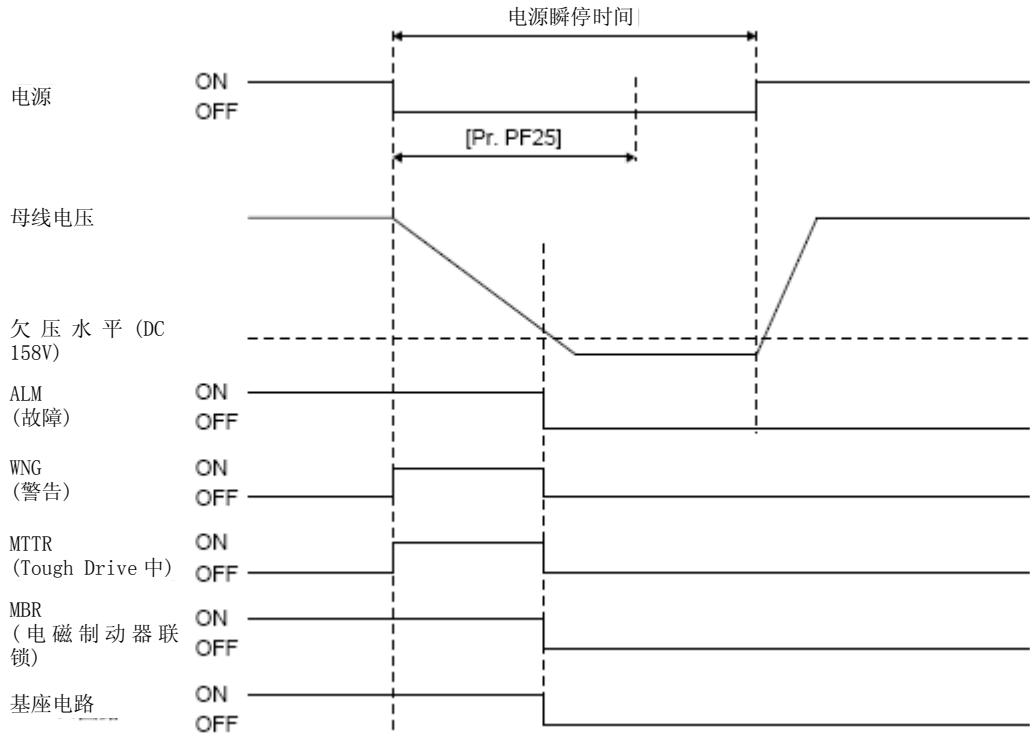 电源瞬停时间
电源
ON
OFF
[Pr. PF25]
母线电压
欠压水平(DC
158V)
ALM
(故障)
ON
OFF
WNG
(警告)
ON
OFF
MTTR
(Tough Drive 中)
ON
OFF
MBR
(电磁制动器联
锁)
ON
OFF
基座电路
ON
OFF